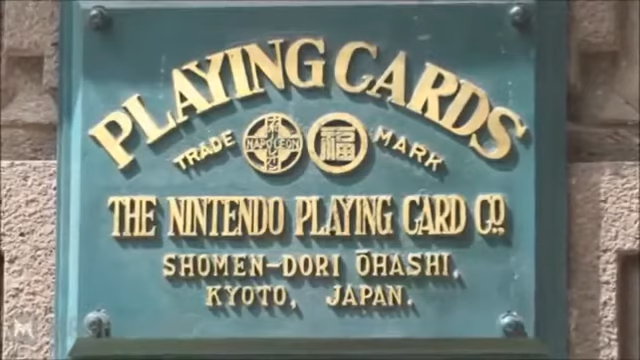 PLAYING CARDS
TRADE NAPOLEON 福 MARK
THE NINTENDO PLAYING CARD CO.,
SHOMEN-DORI ŌHASHI,
KYOTO, JAPAN.
M